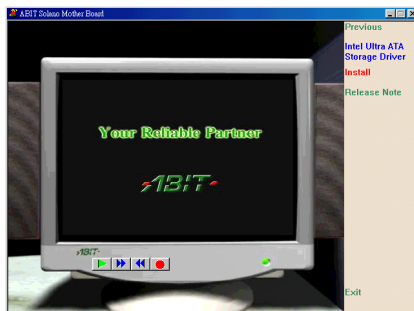 ABIT Solano Mother Board
Previous
Intel Ultra ATA
Storage Driver
Install
Release Note
Your Reliable Partner
ABIT
ABIT
Exit